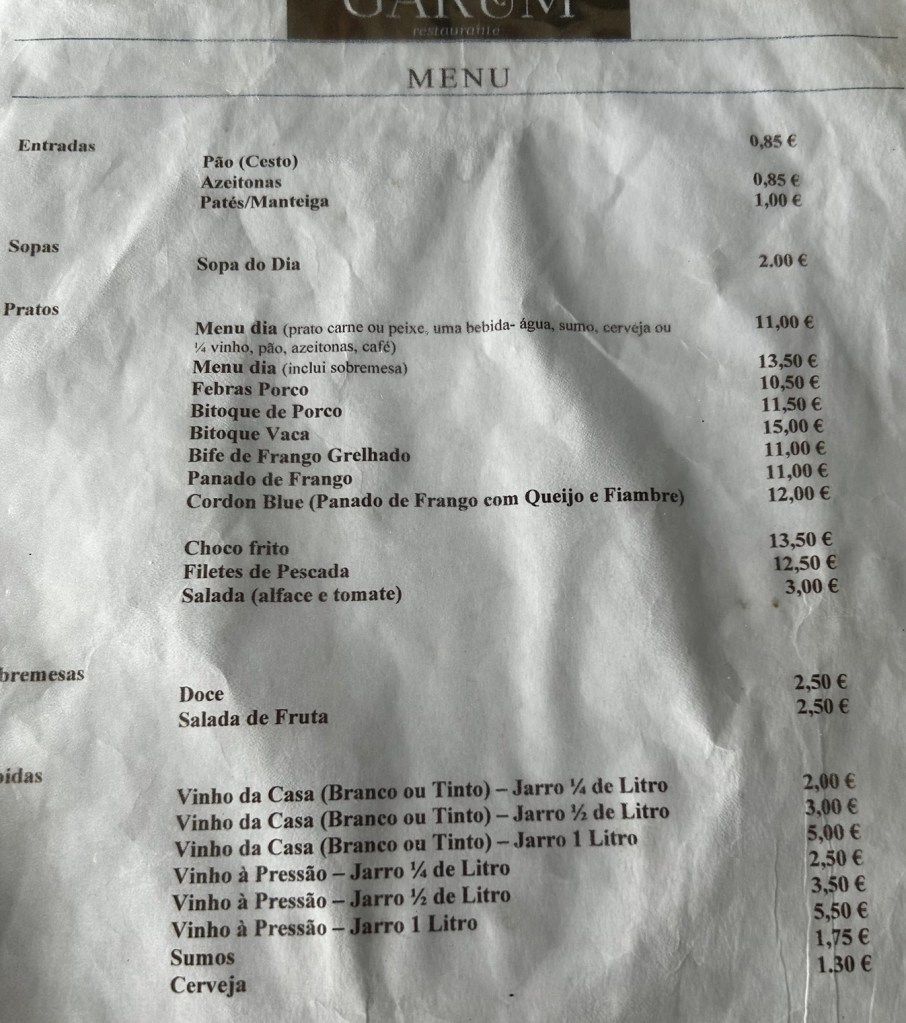 GARUM
restaurante
MENU
Entradas
Pão (Cesto) 0,85 €
Azeitonas 0,85 €
Patés/Manteiga 1,00 €
Sopas
Sopa do Dia 2.00 €
Pratos
Menu dia (prato carne ou peixe, uma bebida- água, sumo, cerveja ou 11,00 €
¼ vinho, pão, azeitonas, café)
Menu dia (inclui sobremesa) 13,50 €
Febras Porco 10,50 €
Bitoque de Porco 11,50 €
Bitoque Vaca 15,00 €
Bife de Frango Grelhado 11,00 €
Panado de Frango 11,00 €
Cordon Blue (Panado de Frango com Queijo e Fiambre) 12,00 €
Choco frito 13,50 €
Filetes de Pescada 12,50 €
Salada (alface e tomate) 3,00 €
bremesas
Doce 2,50 €
Salada de Fruta 2,50 €
bidas
Vinho da Casa (Branco ou Tinto) – Jarro ¼ de Litro 2,00 €
Vinho da Casa (Branco ou Tinto) – Jarro ½ de Litro 3,00 €
Vinho da Casa (Branco ou Tinto) – Jarro 1 Litro 5,00 €
Vinho à Pressão – Jarro ¼ de Litro 2,50 €
Vinho à Pressão – Jarro ½ de Litro 3,50 €
Vinho à Pressão – Jarro 1 Litro 5,50 €
Sumos 1,75 €
Cerveja 1.30 €